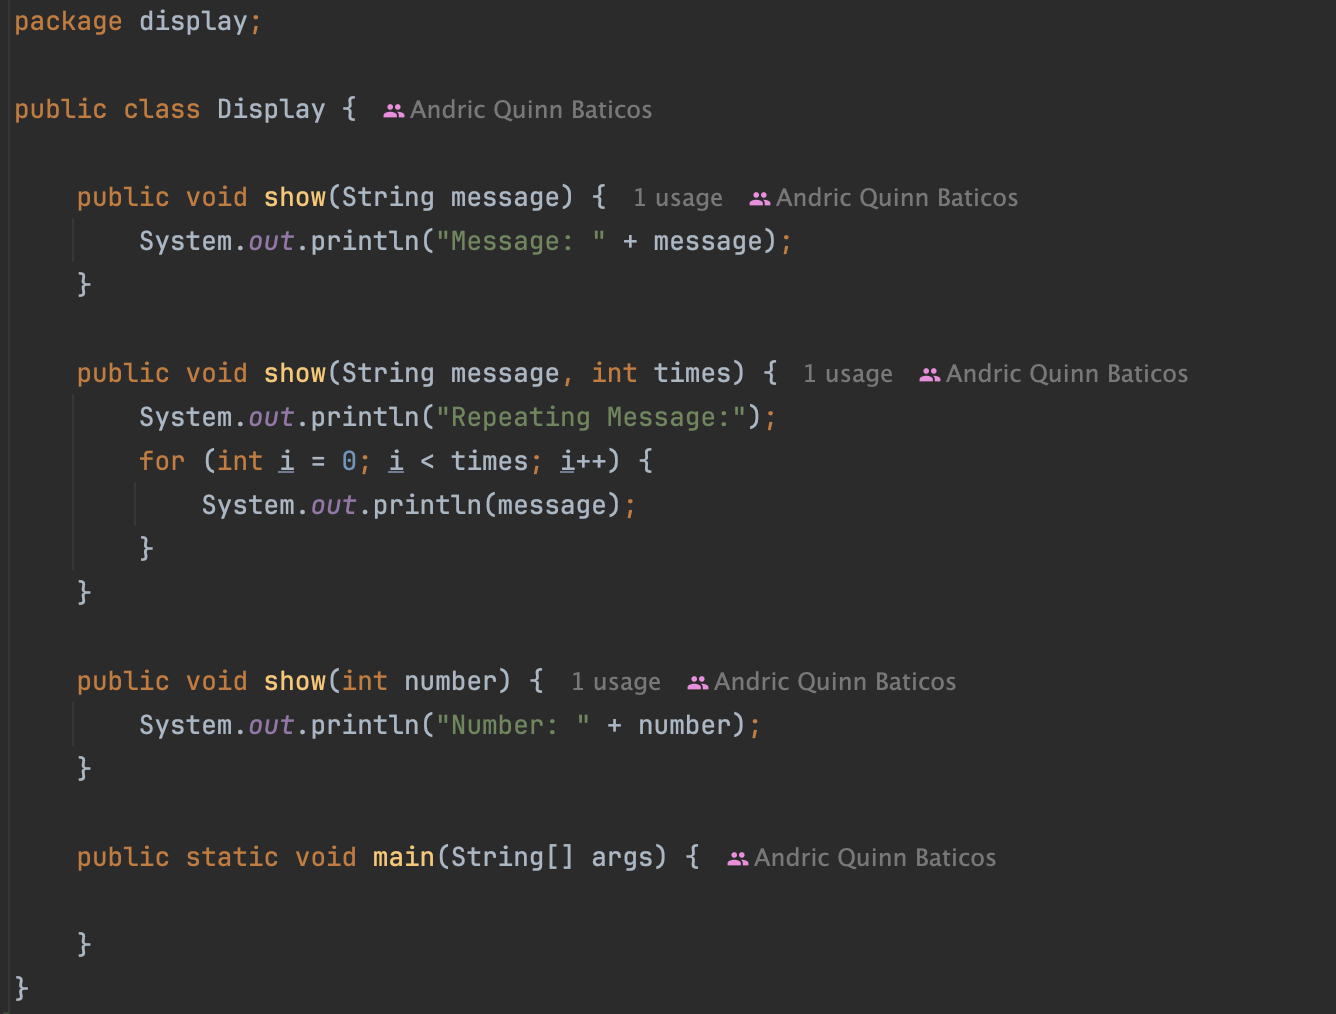 package display;
public class Display { Andric Quinn Baticos
public void show(String message) { 1 usage Andric Quinn Baticos
System.out.println("Message: " + message);
}
public void show(String message, int times) { 1 usage Andric Quinn Baticos
System.out.println("Repeating Message:");
for (int i = 0; i < times; i++) {
System.out.println(message);
}
}
public void show(int number) { 1 usage Andric Quinn Baticos
System.out.println("Number: " + number);
}
public static void main(String[] args) { Andric Quinn Baticos
}
}